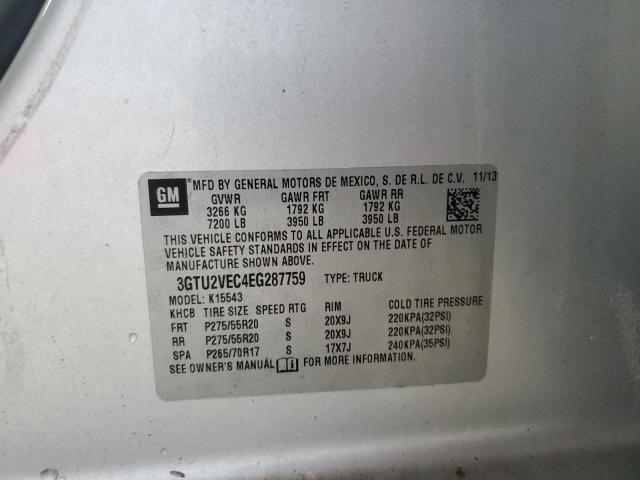 GM MFD BY GENERAL MOTORS DE MEXICO, S. DE R.L. DE C.V. 11/13
GVWR GAWR FRT GAWR RR
3266 KG 1792 KG 1792 KG
7200 LB 3950 LB 3950 LB
THIS VEHICLE CONFORMS TO ALL APPLICABLE U.S. FEDERAL MOTOR
VEHICLE SAFETY STANDARDS IN EFFECT ON THE DATE OF
MANUFACTURE SHOWN ABOVE.
3GTU2VEC4EG287759 TYPE: TRUCK
MODEL: K15543
KHCB TIRE SIZE SPEED RTG RIM COLD TIRE PRESSURE
FRT P275/55R20 S 20X9J 220KPA(32PSI)
RR P275/55R20 S 20X9J 220KPA(32PSI)
SPA P265/70R17 S 17X7J 240KPA(35PSI)
SEE OWNER'S MANUAL FOR MORE INFORMATION.